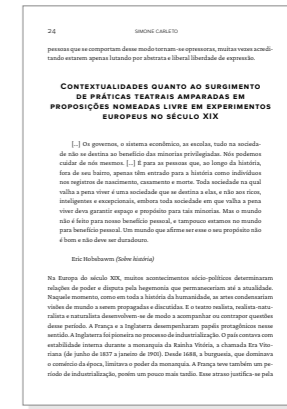 24 SIMONE CARLETO
pessoas que se comportam desse modo tornam-se opressoras, muitas vezes acredi-
tando estarem apenas lutando por abstrata e liberal liberdade de expressão.
Contextualidades quanto ao surgimento
de práticas teatrais amparadas em
proposições nomeadas livre em experimentos
europeus no século XIX
[...] Os governos, o sistema econômico, as escolas, tudo na socieda-
de não se destina ao benefício das minorias privilegiadas. Nós podemos
cuidar de nós mesmos. [...] É para as pessoas que, ao longo da história,
fora de seu bairro, apenas têm entrado para a história como indivíduos
nos registros de nascimento, casamento e morte. Toda sociedade na qual
valha a pena viver é uma sociedade que se destina a elas, e não aos ricos,
inteligentes e excepcionais, embora toda sociedade em que valha a pena
viver deva garantir espaço e propósito para tais minorias. Mas o mundo
não é feito para nosso benefício pessoal, e tampouco estamos no mundo
para benefício pessoal. Um mundo que afirme ser esse o seu propósito não
é bom e não deve ser duradouro.
Eric Hobsbawm (Sobre história)
Na Europa do século XIX, muitos acontecimentos sócio-políticos determinaram
relações de poder e disputa pela hegemonia que permaneceriam até a atualidade.
Naquele momento, como em toda a história da humanidade, as artes condensariam
visões de mundo a serem propagadas e discutidas. E o teatro realista, realista-natu-
ralista e naturalista desenvolvem-se de modo a acompanhar ou contrapor questões
desse período. A França e a Inglaterra desempenharam papéis protagônicos nesse
sentido. A Inglaterra foi pioneira no processo de industrialização. O país contava com
estabilidade interna durante a monarquia da Rainha Vitória, a chamada Era Vito-
riana (de junho de 1837 a janeiro de 1901). Desde 1688, a burguesia, que dominava
o comércio da época, limitava o poder da monarquia. A França teve também um pe-
ríodo de industrialização, porém um pouco mais tardio. Esse atraso justifica-se pela